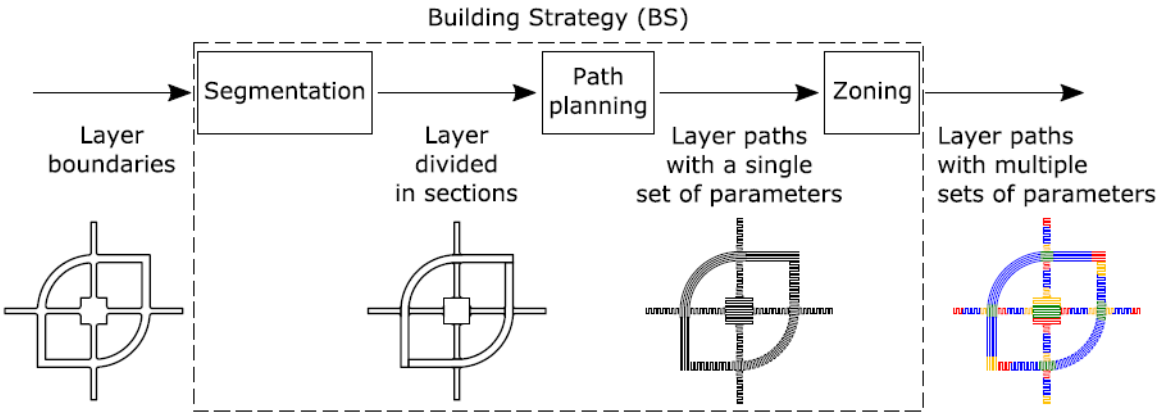 Building Strategy (BS)
Segmentation
Path
planning
Zoning
Layer
boundaries
Layer
divided
in sections
Layer paths
with a single
set of parameters
Layer paths
with multiple
sets of parameters